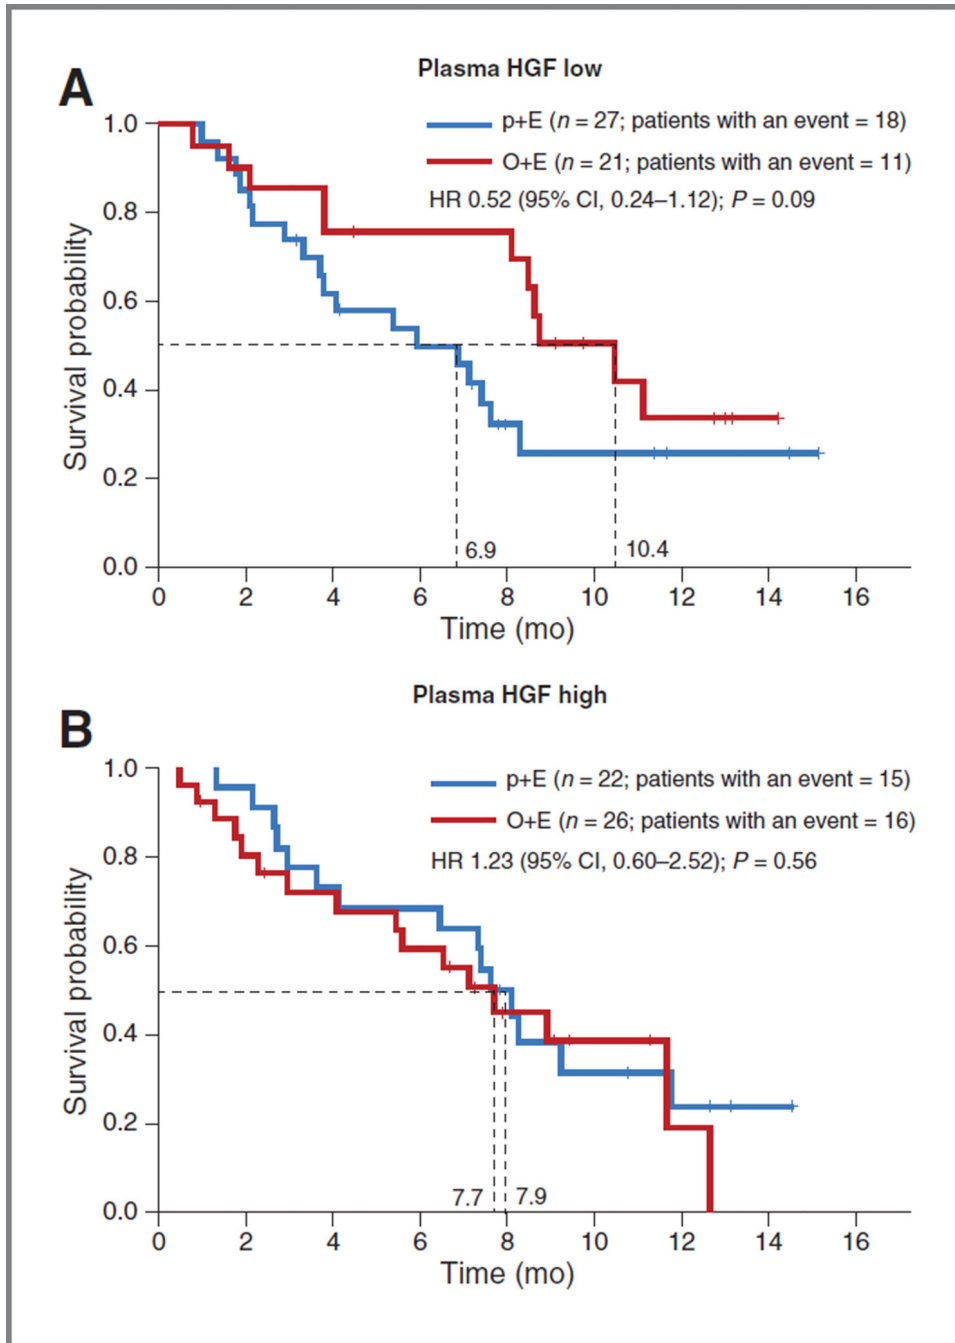 Plasma HGF low
A
p+E (n = 27; patients with an event = 18)
O+E (n = 21; patients with an event = 11)
HR 0.52 (95% CI, 0.24–1.12); P = 0.09
Survival probability
1.0
0.8
0.6
0.4
0.2
0.0
6.9
10.4
0 2 4 6 8 10 12 14 16
Time (mo)
Plasma HGF high
B
p+E (n = 22; patients with an event = 15)
O+E (n = 26; patients with an event = 16)
HR 1.23 (95% CI, 0.60–2.52); P = 0.56
Survival probability
1.0
0.8
0.6
0.4
0.2
0.0
7.7
7.9
0 2 4 6 8 10 12 14 16
Time (mo)